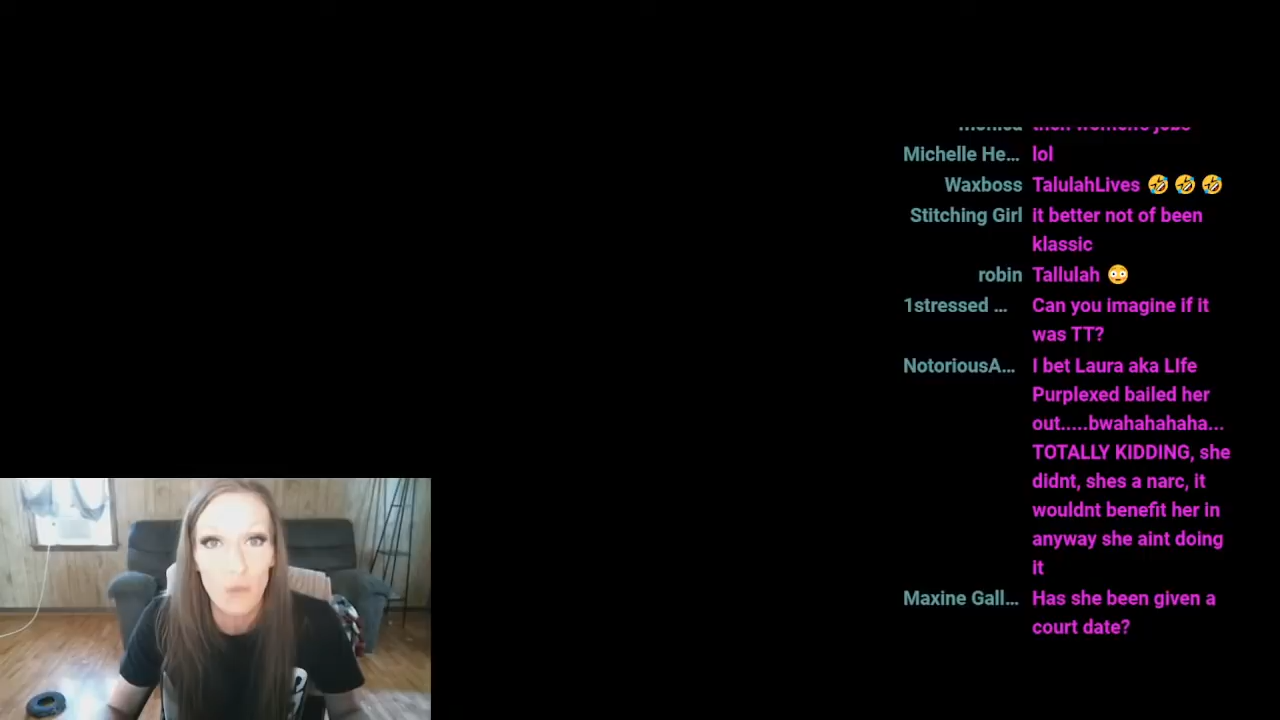 Michelle He... lol
Waxboss TalulahLives 🤣 🤣 🤣
Stitching Girl it better not of been
klassic
robin Tallulah 😳
1stressed ... Can you imagine if it
was TT?
NotoriousA... I bet Laura aka LIfe
Purplexed bailed her
out.....bwahahahaha...
TOTALLY KIDDING, she
didnt, shes a narc, it
wouldnt benefit her in
anyway she aint doing
it
Maxine Gall... Has she been given a
court date?